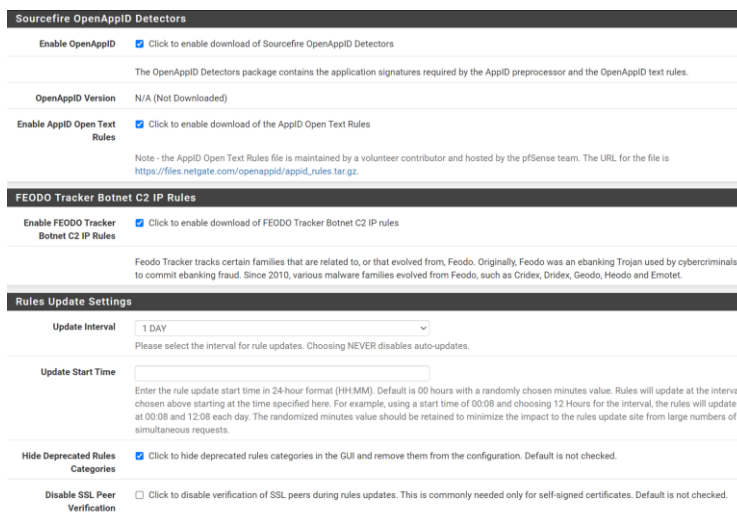 Sourcefire OpenAppID Detectors
Enable OpenAppID
Click to enable download of Sourcefire OpenAppID Detectors
The OpenAppID Detectors package contains the application signatures required by the AppID preprocessor and the OpenAppID text rules.
OpenAppID Version
N/A (Not Downloaded)
Enable AppID Open Text
Rules
Click to enable download of the AppID Open Text Rules
Note - the AppID Open Text Rules file is maintained by a volunteer contributor and hosted by the pfSense team. The URL for the file is
https://files.netgate.com/openappid/appid_rules.tar.gz.
FEODO Tracker Botnet C2 IP Rules
Enable FEODO Tracker
Botnet C2 IP Rules
Click to enable download of FEODO Tracker Botnet C2 IP rules
Feodo Tracker tracks certain families that are related to, or that evolved from, Feodo. Originally, Feodo was an ebanking Trojan used by cybercriminals
to commit ebanking fraud. Since 2010, various malware families evolved from Feodo, such as Cridex, Dridex, Geodo, Heodo and Emotet.
Rules Update Settings
Update Interval
1 DAY
Please select the interval for rule updates. Choosing NEVER disables auto-updates.
Update Start Time
Enter the rule update start time in 24-hour format (HH:MM). Default is 00 hours with a randomly chosen minutes value. Rules will update at the interva
chosen above starting at the time specified here. For example, using a start time of 00:08 and choosing 12 Hours for the interval, the rules will update
at 00:08 and 12:08 each day. The randomized minutes value should be retained to minimize the impact to the rules update site from large numbers of
simultaneous requests.
Hide Deprecated Rules
Categories
Click to hide deprecated rules categories in the GUI and remove them from the configuration. Default is not checked.
Disable SSL Peer
Verification
Click to disable verification of SSL peers during rules updates. This is commonly needed only for self-signed certificates. Default is not checked.